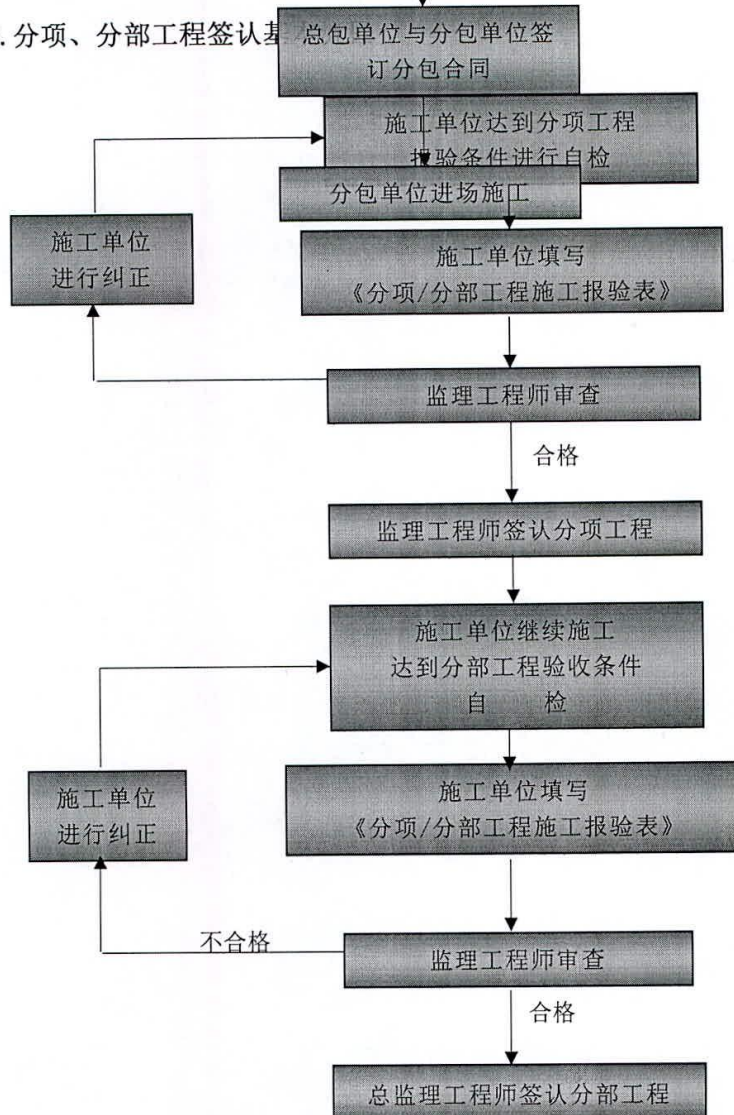 .分项、分部工程签认基
总包单位与分包单位签
订分包合同
施工单位达到分项工程
报验条件进行自检
分包单位进场施工
施工单位
进行纠正
施工单位填写
《分项/分部工程施工报验表》
监理工程师审查
合格
监理工程师签认分项工程
施工单位继续施工
达到分部工程验收条件
自 检
施工单位
进行纠正
施工单位填写
《分项/分部工程施工报验表》
不合格
监理工程师审查
合格
总监理工程师签认分部工程